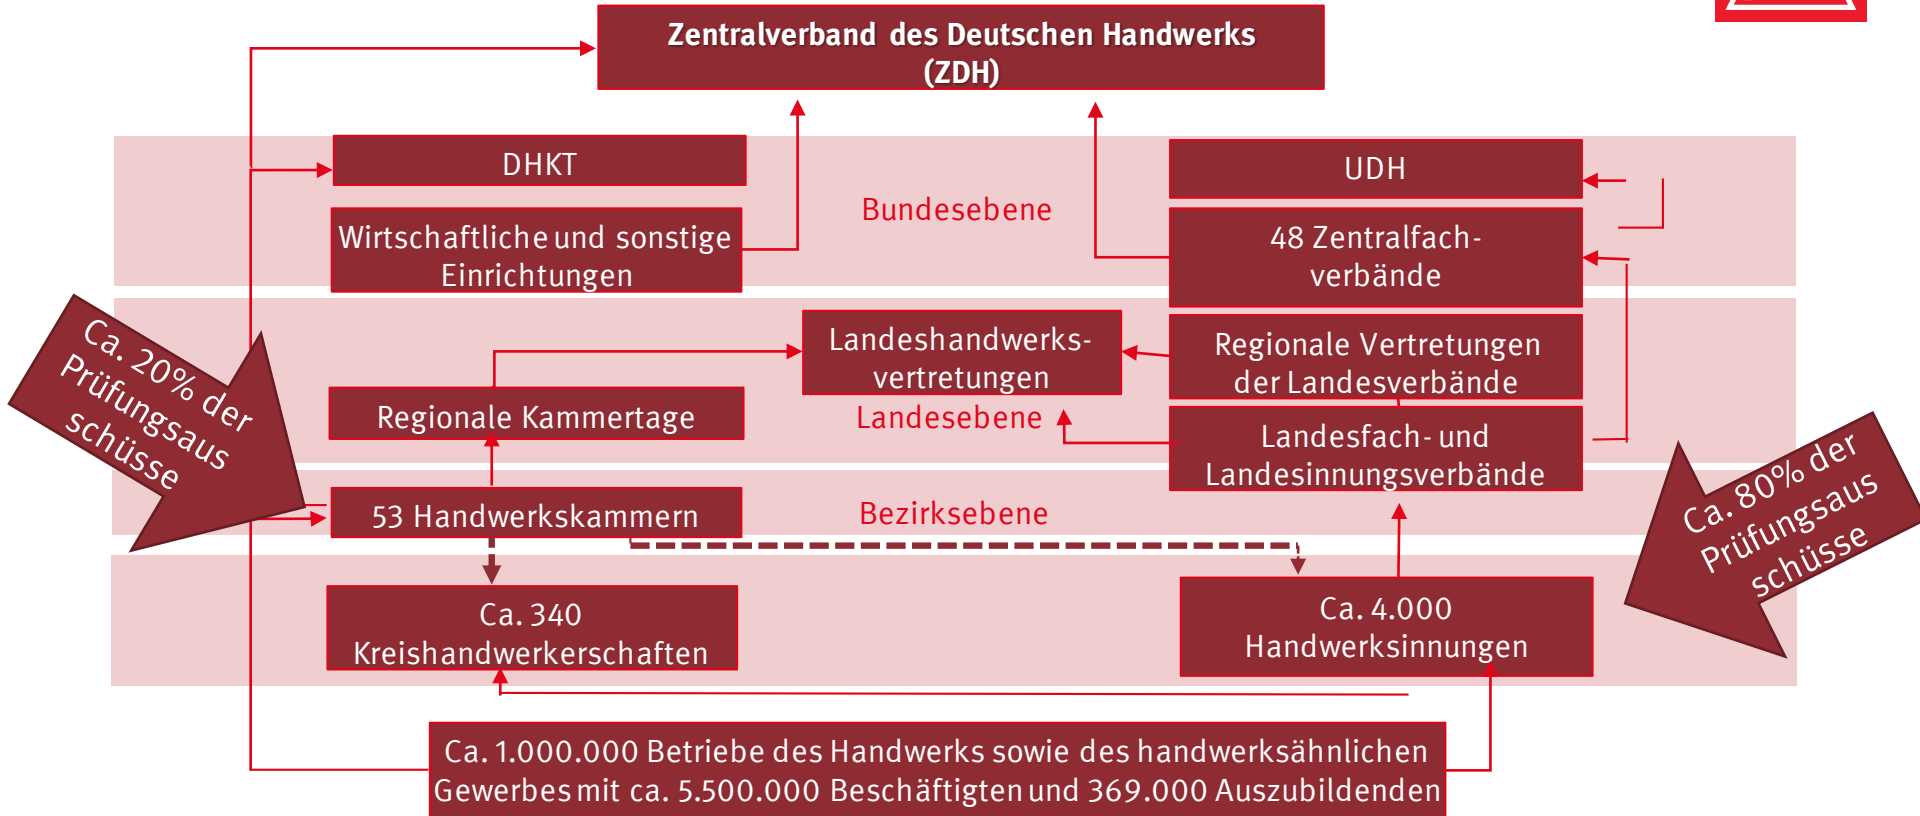 Zentralverband des Deutschen Handwerks
(ZDH)
DHKT
UDH
Bundesebene
Wirtschaftliche und sonstige
Einrichtungen
48 Zentralfach-
verbände
Ca. 20% der
Prüfungsaus
schüsse
Landeshandwerks-
vertretungen
Regionale Vertretungen
der Landesverbände
Regionale Kammertage
Landesebene
Landesfach- und
Landesinnungsverbände
Ca. 80% der
Prüfungsaus
schüsse
53 Handwerkskammern
Bezirksebene
Ca. 340
Kreishandwerkerschaften
Ca. 4.000
Handwerksinnungen
Ca. 1.000.000 Betriebe des Handwerks sowie des handwerksähnlichen
Gewerbes mit ca. 5.500.000 Beschäftigten und 369.000 Auszubildenden